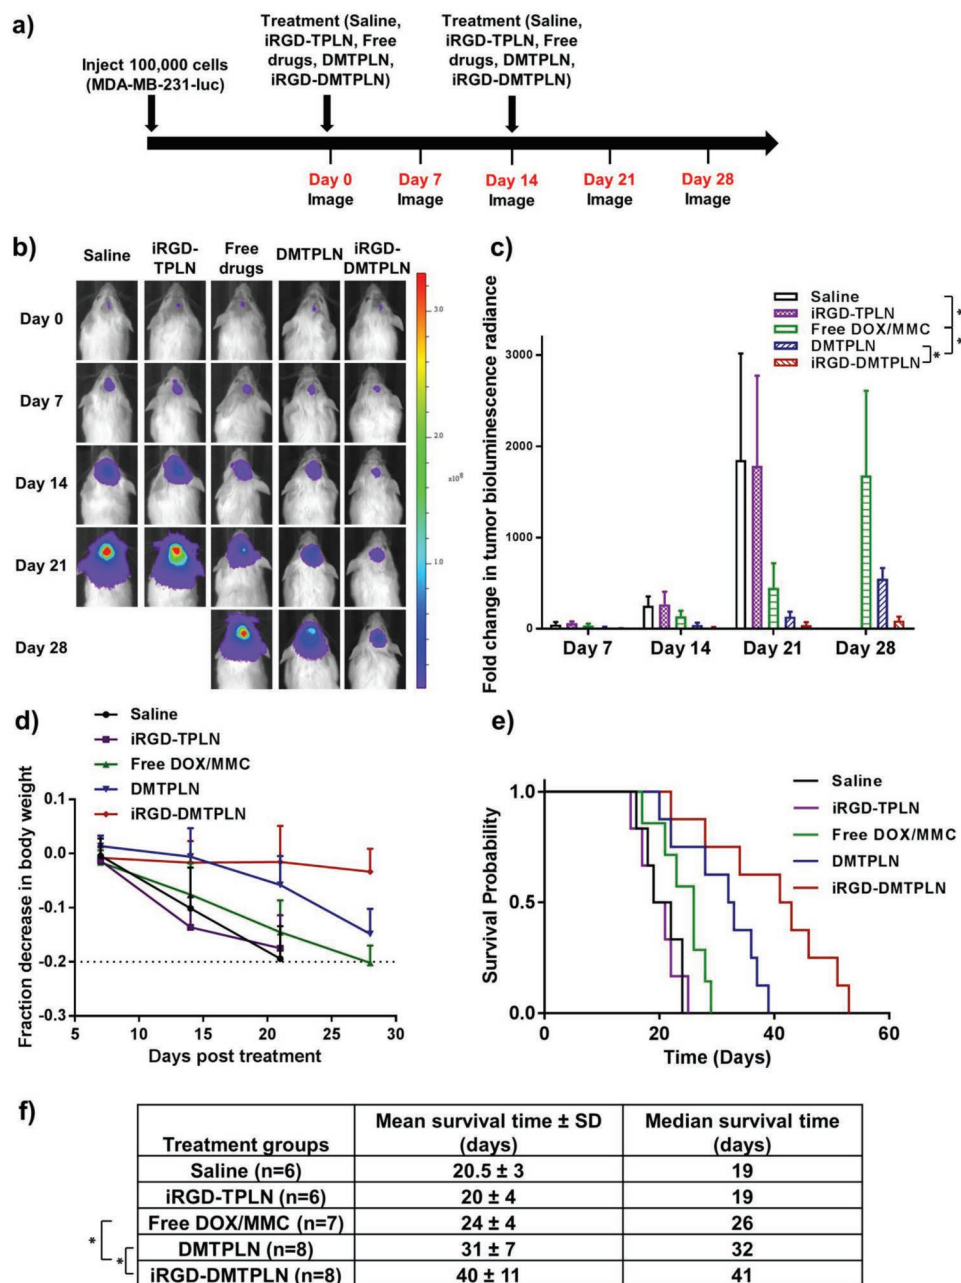 a)
Inject 100,000 cells
(MDA-MB-231-luc)
Treatment (Saline,
iRGD-TPLN, Free
drugs, DMTPLN,
iRGD-DMTPLN)
Treatment (Saline,
iRGD-TPLN, Free
drugs, DMTPLN,
iRGD-DMTPLN)
Day 0
Image
Day 7
Image
Day 14
Image
Day 21
Image
Day 28
Image
b)
Saline
iRGD-
TPLN
Free
drugs
DMTPLN
iRGD-
DMTPLN
Day 0
Day 7
Day 14
Day 21
Day 28
3.0
2.0
x10⁸
1.0
c)
Saline
iRGD-TPLN
Free DOX/MMC
DMTPLN
iRGD-DMTPLN
*
*
*
Fold change in tumor bioluminescence radiance
3000
2000
1000
0
Day 7
Day 14
Day 21
Day 28
d)
Saline
iRGD-TPLN
Free DOX/MMC
DMTPLN
iRGD-DMTPLN
Fraction decrease in body weight
0.0
-0.1
-0.2
-0.3
5
10
15
20
25
30
Days post treatment
e)
Saline
iRGD-TPLN
Free DOX/MMC
DMTPLN
iRGD-DMTPLN
Survival Probability
1.0
0.5
0.0
0
20
40
60
Time (Days)
f)
Treatment groups
Mean survival time ± SD
(days)
Median survival time
(days)
Saline (n=6) 20.5 ± 3 19
iRGD-TPLN (n=6) 20 ± 4 19
Free DOX/MMC (n=7) 24 ± 4 26
DMTPLN (n=8) 31 ± 7 32
iRGD-DMTPLN (n=8) 40 ± 11 41
*
*